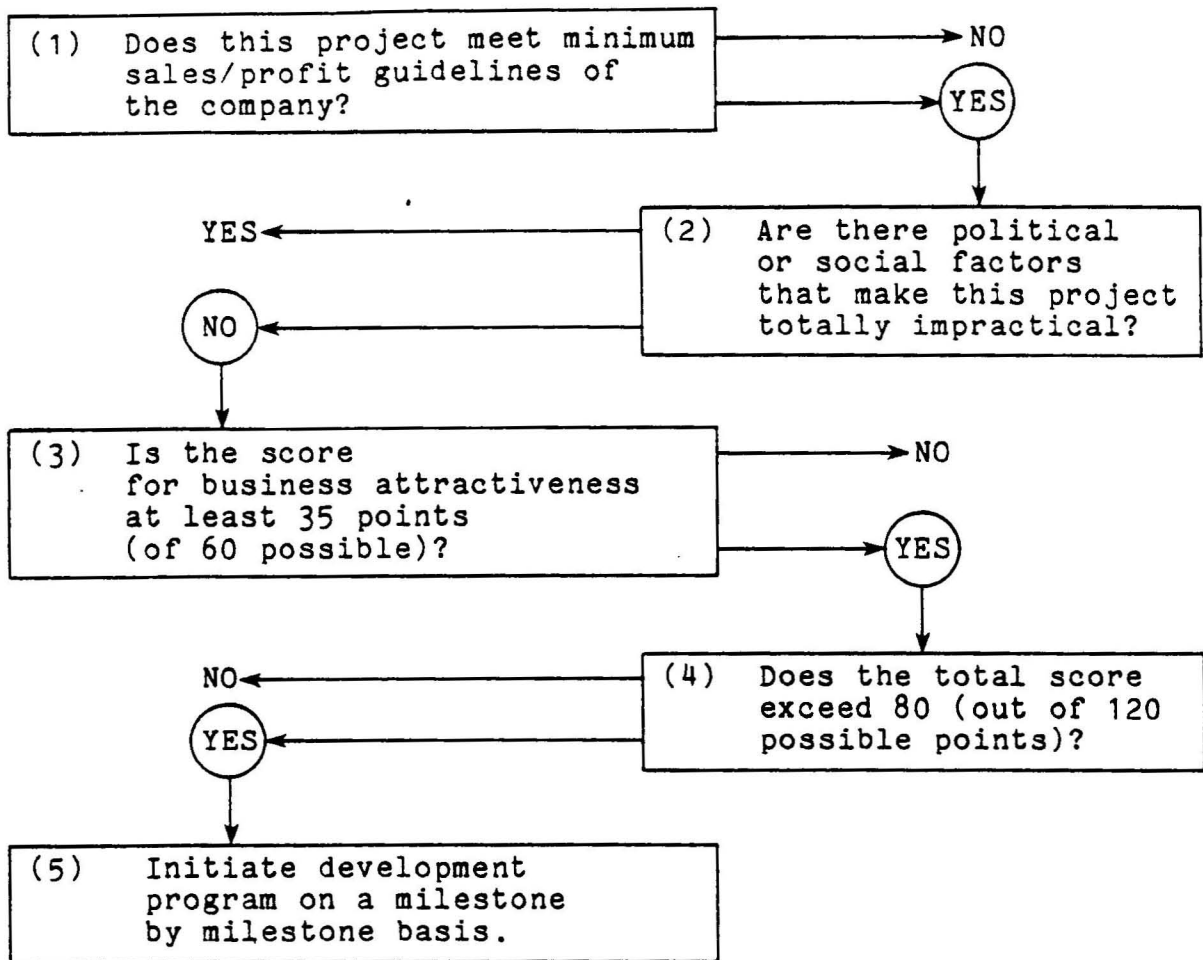 (1) Does this project meet minimum
sales/profit guidelines of
the company?
NO
YES
YES
(2) Are there political
or social factors
that make this project
totally impractical?
NO
(3) Is the score
for business attractiveness
at least 35 points
(of 60 possible)?
NO
YES
NO
(4) Does the total score
exceed 80 (out of 120
possible points)?
YES
(5) Initiate development
program on a milestone
by milestone basis.